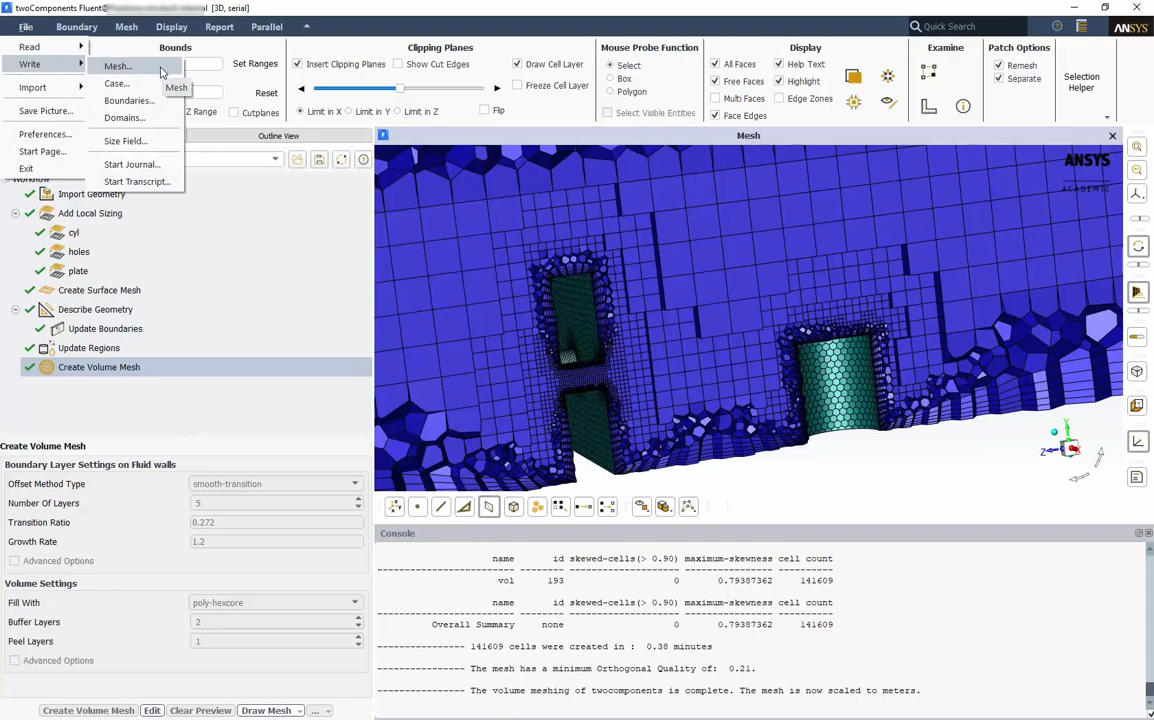 twoComponents Fluent@ [3D, serial]
File Boundary Mesh Display Report Parallel Quick Search ANSYS
Read
Write
Import
Save Picture...
Preferences...
Start Page...
Exit
Mesh...
Case...
Boundaries...
Domains...
Size Field...
Start Journal...
Start Transcript...
Mesh
Bounds
Set Ranges
Reset
Z Range Cutplanes
Clipping Planes
Insert Clipping Planes Show Cut Edges Draw Cell Layer
Freeze Cell Layer
Limit in X Limit in Y Limit in Z Flip
Mouse Probe Function
Select
Box
Polygon
Select Visible Entities
Display
All Faces Help Text
Free Faces Highlight
Multi Faces Edge Zones
Face Edges
Examine
Patch Options
Remesh
Separate
Selection
Helper
Outline View
Workflow
Import Geometry
Add Local Sizing
cyl
holes
plate
Create Surface Mesh
Describe Geometry
Update Boundaries
Update Regions
Create Volume Mesh
Create Volume Mesh
Boundary Layer Settings on Fluid walls
Offset Method Type smooth-transition
Number Of Layers 5
Transition Ratio 0.272
Growth Rate 1.2
Advanced Options
Volume Settings
Fill With poly-hexcore
Buffer Layers 2
Peel Layers 1
Advanced Options
Create Volume Mesh Edit Clear Preview Draw Mesh ...
Mesh
ANSYS
ACADEMIC
Y
Z
X
Console
name id skewed-cells(> 0.90) maximum-skewness cell count
vol 193 0 0.79387362 141609
name id skewed-cells(> 0.90) maximum-skewness cell count
Overall Summary none 0 0.79387362 141609
---------------- 141609 cells were created in : 0.38 minutes
---------------- The mesh has a minimum Orthogonal Quality of: 0.21.
---------------- The volume meshing of twocomponents is complete. The mesh is now scaled to meters.